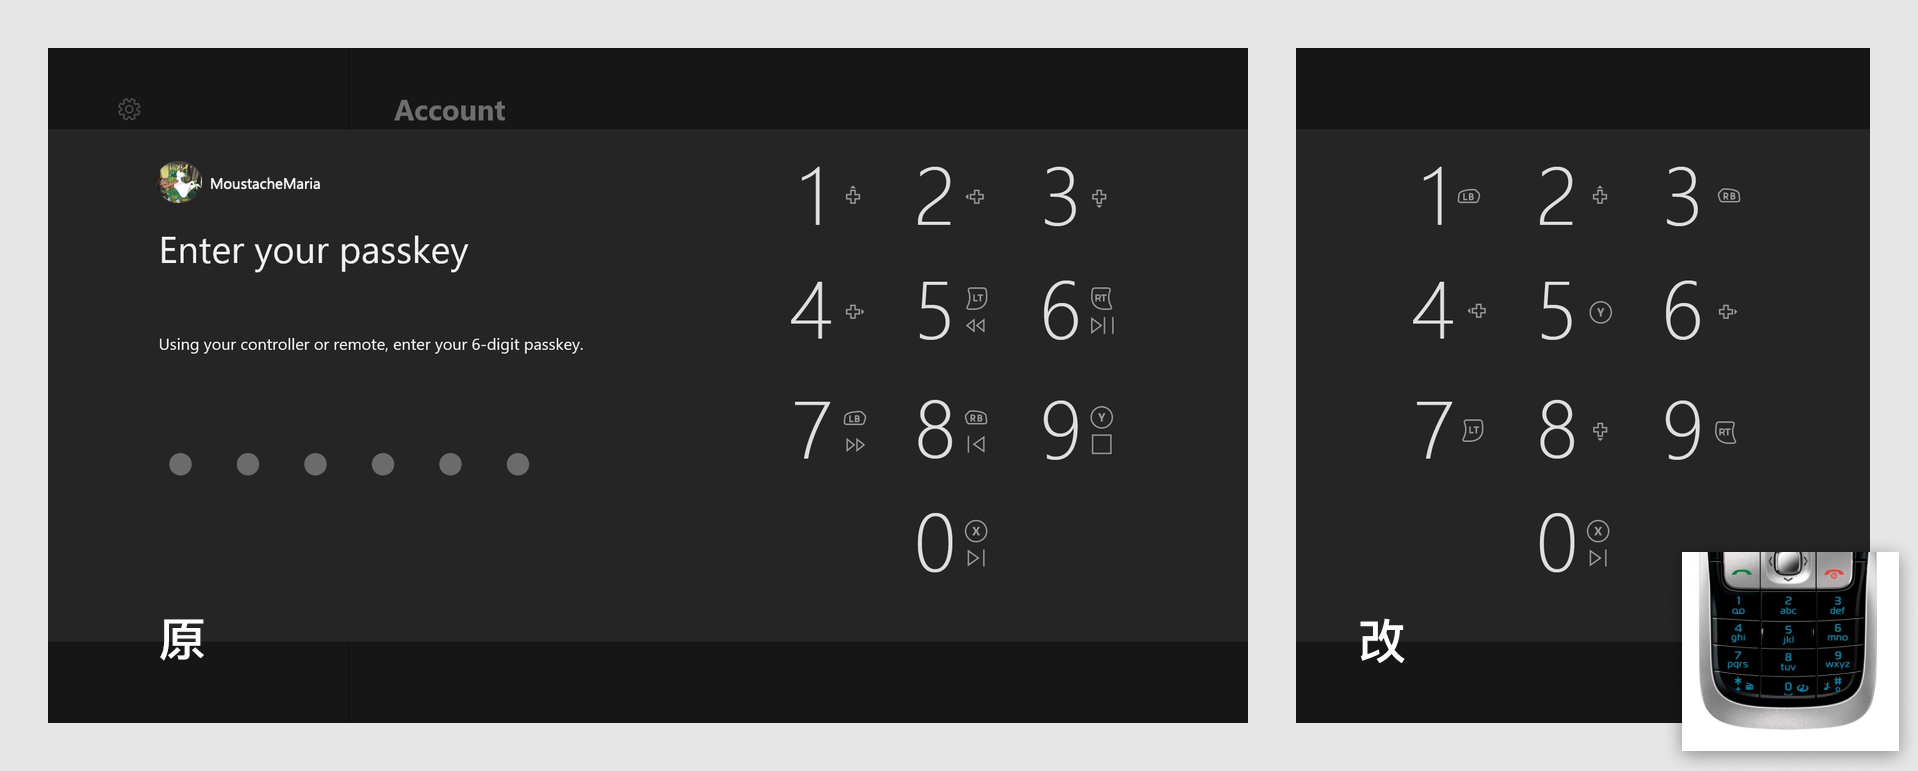 Account
MoustacheMaria
Enter your passkey
Using your controller or remote, enter your 6-digit passkey.
1 2 3
4 5 LT 6 RT
7 LB 8 RB 9 Y
0 X
原
1 LB 2 3 RB
4 5 Y 6
7 LT 8 9 RT
0 X
改
1 2 3
abc def
4 5 6
ghi jkl mno
7 8 9
pqrs tuv wxyz
* 0 #
+